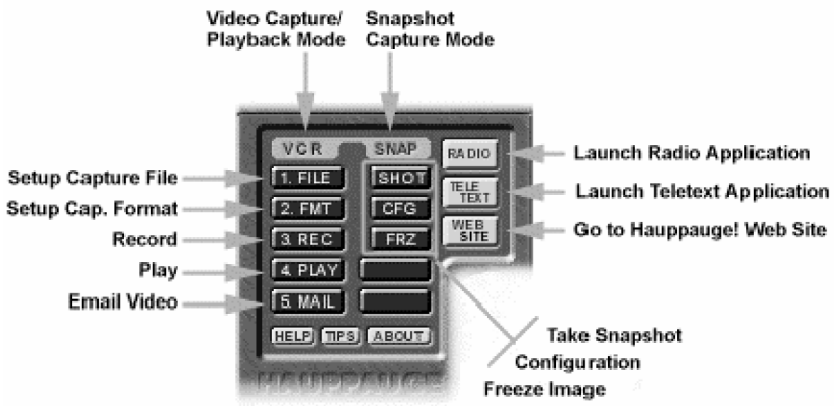 Video Capture/
Playback Mode
Snapshot
Capture Mode
VCR
SNAP
RADIO
Launch Radio Application
Setup Capture File
1. FILE
SHOT
TELE
TEXT
Launch Teletext Application
Setup Cap. Format
2. FMT
CFG
WEB
SITE
Go to Hauppauge! Web Site
Record
3. REC
FRZ
Play
4. PLAY
Email Video
5. MAIL
HELP
TIPS
ABOUT
Take Snapshot
Configuration
Freeze Image
HAUPPAUGE